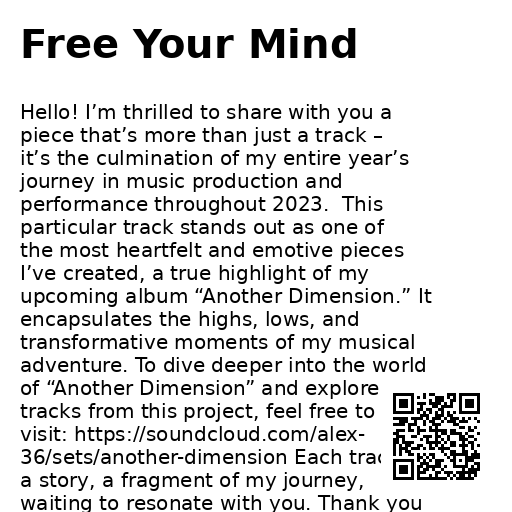 Free Your Mind
Hello! I’m thrilled to share with you a
piece that’s more than just a track –
it’s the culmination of my entire year’s
journey in music production and
performance throughout 2023.  This
particular track stands out as one of
the most heartfelt and emotive pieces
I’ve created, a true highlight of my
upcoming album “Another Dimension.” It
encapsulates the highs, lows, and
transformative moments of my musical
adventure. To dive deeper into the world
of “Another Dimension” and explore
tracks from this project, feel free to
visit: https://soundcloud.com/alex-
36/sets/another-dimension Each
a story, a fragment of my journey,
waiting to resonate with you. Thank you